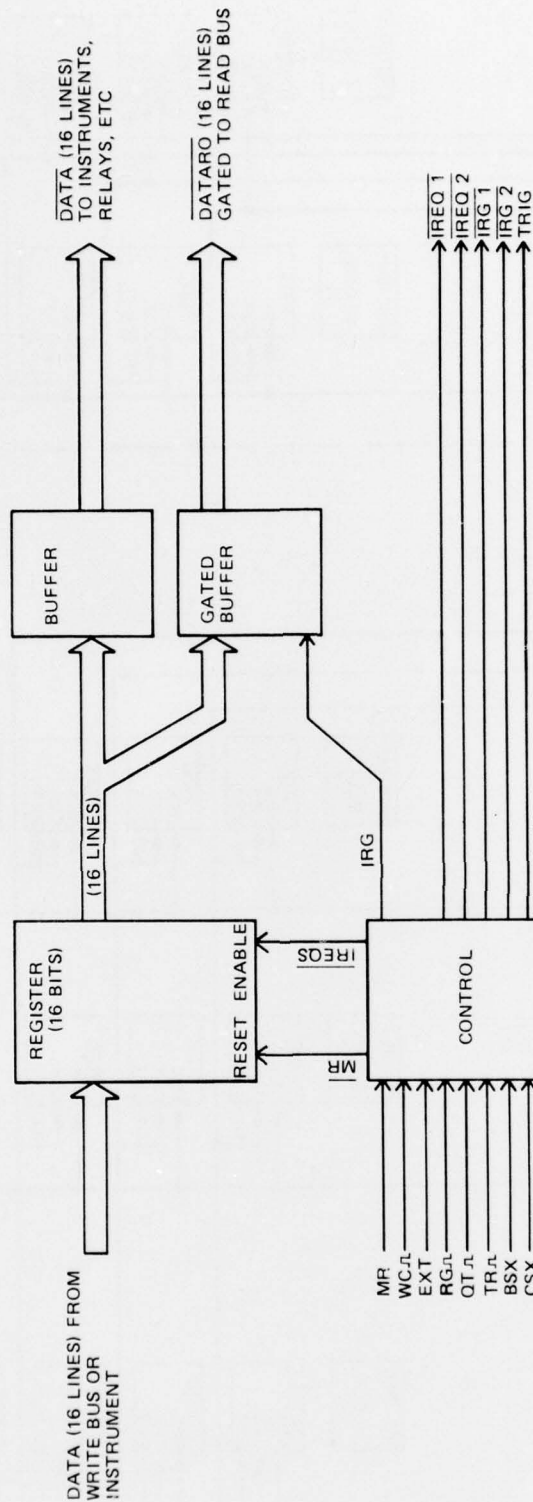 DATA (16 LINES) FROM
WRITE BUS OR
INSTRUMENT
REGISTER
(16 BITS)
RESET ENABLE
(16 LINES)
BUFFER
GATED
BUFFER
DATA (16 LINES)
TO INSTRUMENTS,
RELAYS, ETC
DATARO (16 LINES)
GATED TO READ BUS
MR
IREQS
IRG
CONTROL
MR
WC
EXT
RG
QT
TR
BSX
CSX
IREQ 1
IREQ 2
IRG 1
IRG 2
TRIG